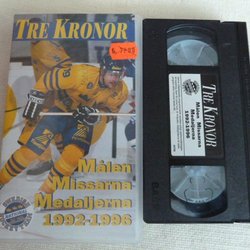 TRE KRONOR
Målen
Missarna
Medaljerna
1992-1996
TRE KRONOR
Målen Missarna
Medaljerna
1992-1996